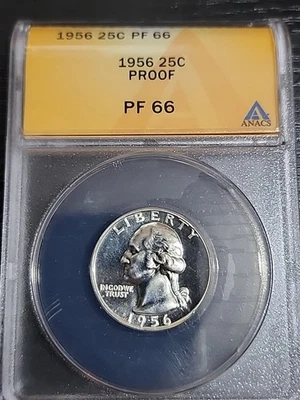 1956 25C PF 66
1956 25C
PROOF
PF 66
ANACS
LIBERTY
IN GOD WE
TRUST
1956